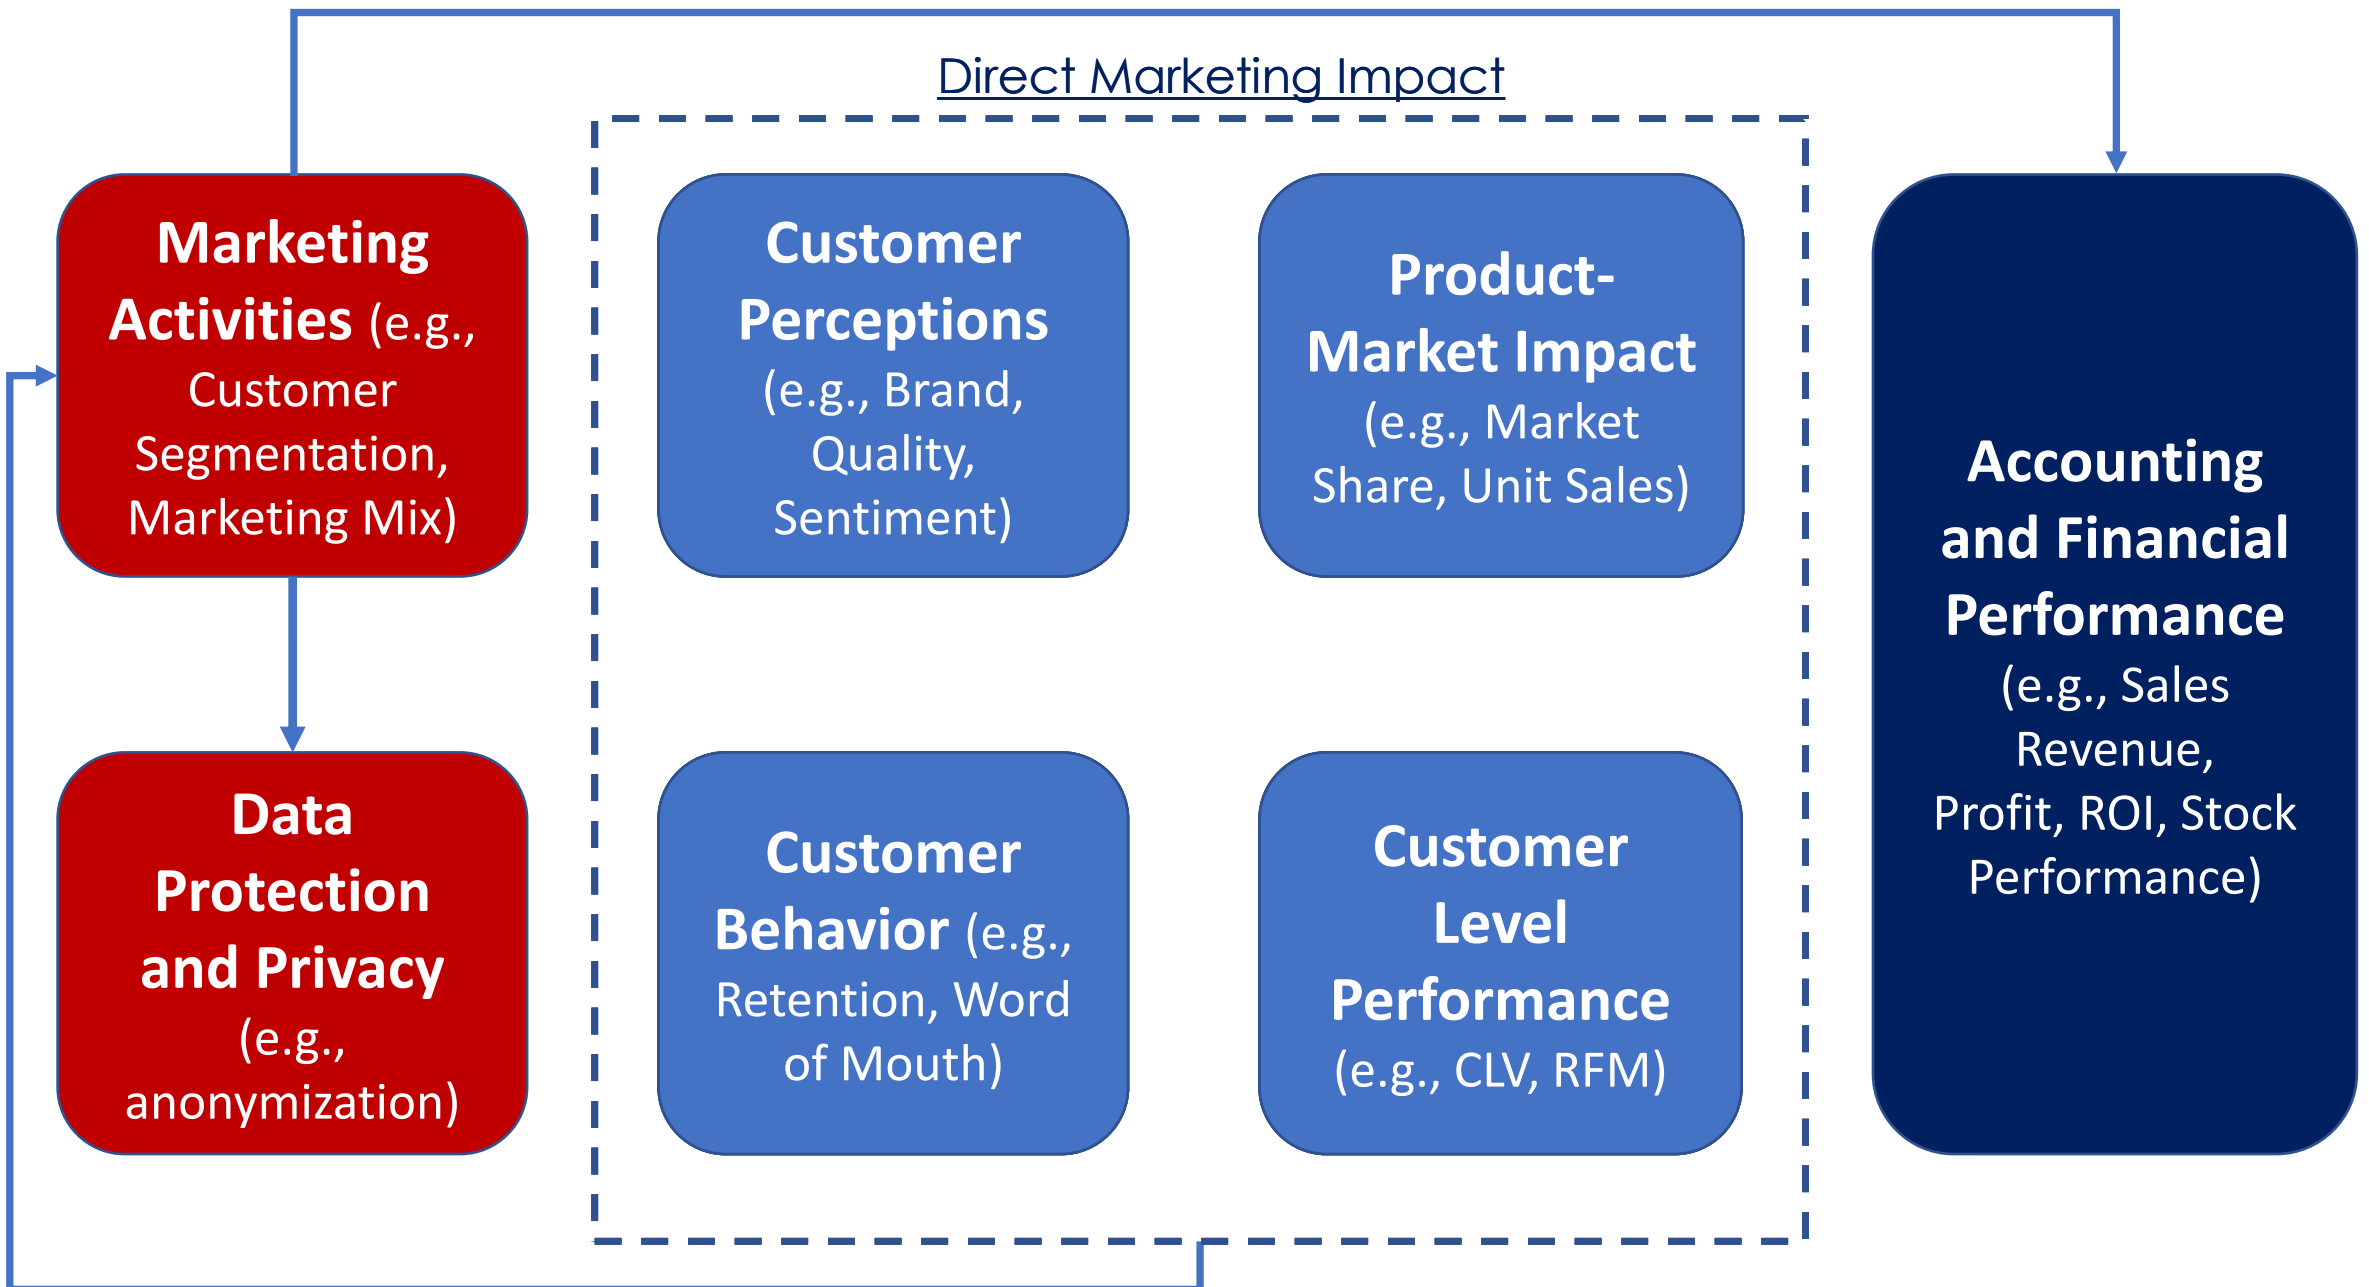 Direct Marketing Impact
Marketing
Activities (e.g.,
Customer
Segmentation,
Marketing Mix)
Customer
Perceptions
(e.g., Brand,
Quality,
Sentiment)
Product-
Market Impact
(e.g., Market
Share, Unit Sales)
Accounting
and Financial
Performance
(e.g., Sales
Revenue,
Profit, ROI, Stock
Performance)
Data
Protection
and Privacy
(e.g.,
anonymization)
Customer
Behavior (e.g.,
Retention, Word
of Mouth)
Customer
Level
Performance
(e.g., CLV, RFM)